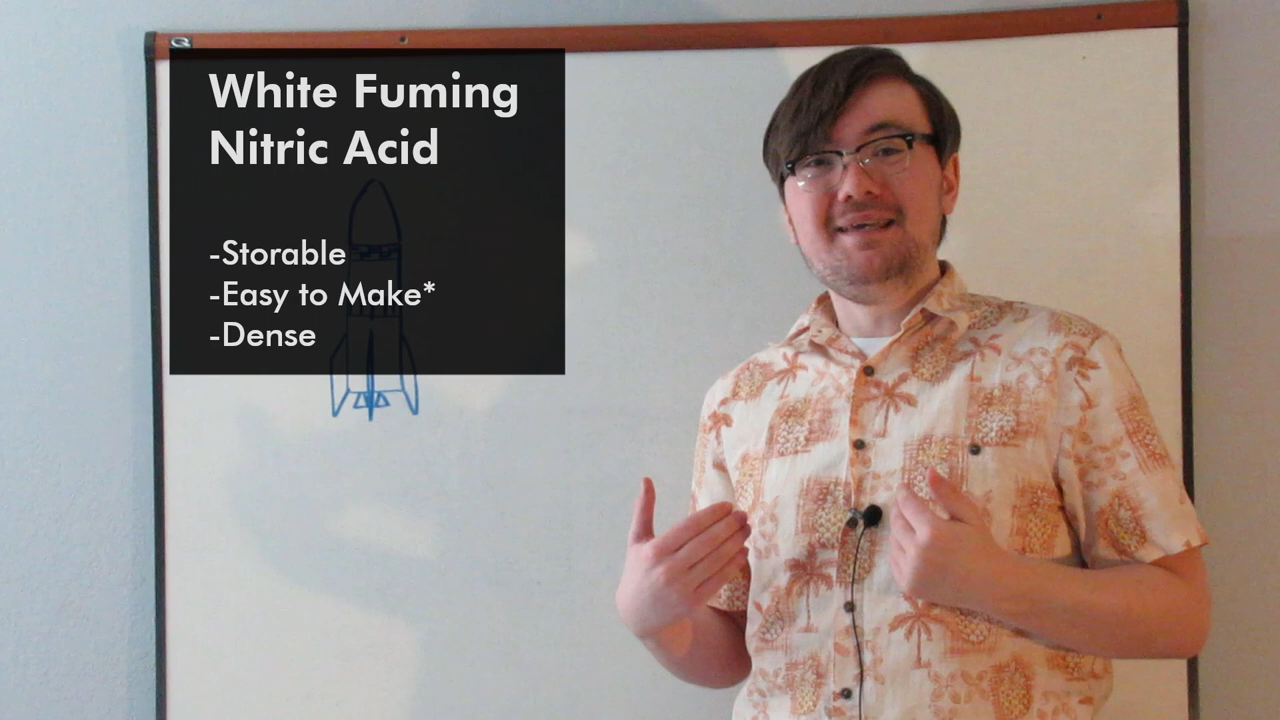 White Fuming
Nitric Acid
-Storable
-Easy to Make*
-Dense